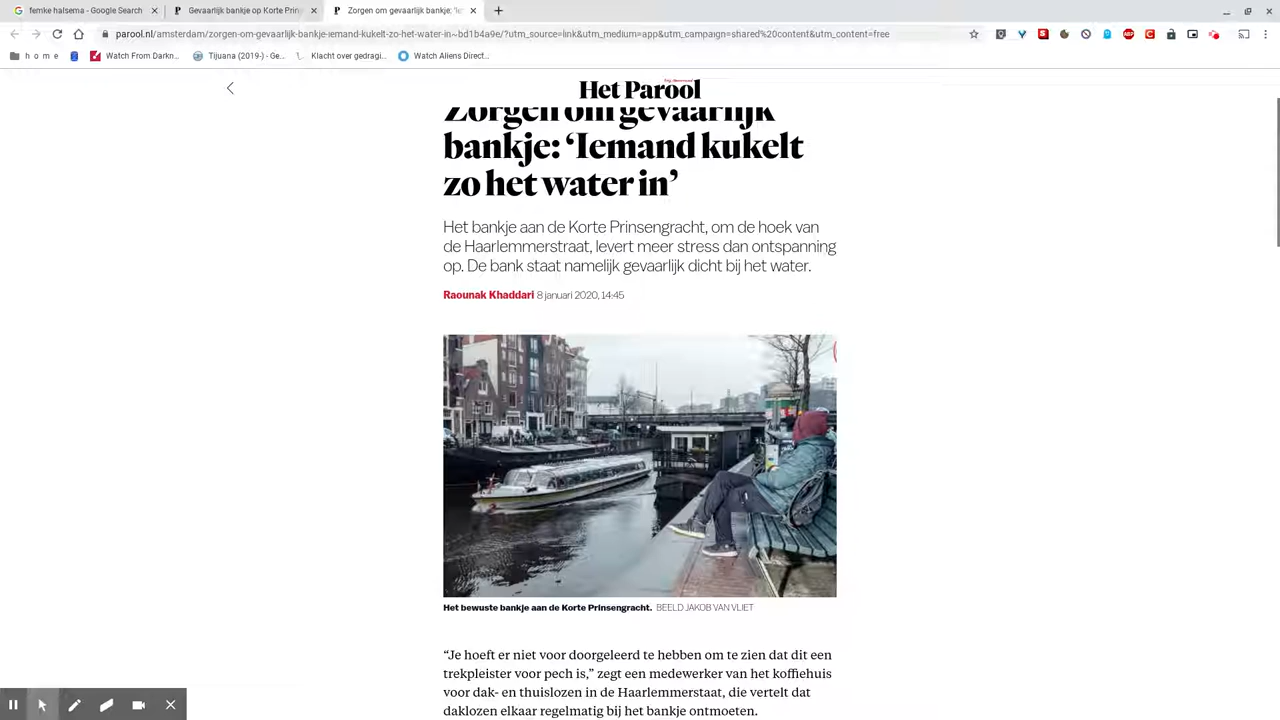 femke halsema - Google Search
Gevaarlijk bankje op Korte Prin
Zorgen om gevaarlijk bankje; 'Ie
parool.nl/amsterdam/zorgen-om-gevaarlijk-bankje-iemand-kukelt-zo-het-water-in~bd1b4a9e/?utm_source=link&utm_medium=app&utm_campaign=shared%20content&utm_content=free
h o m e
Watch From Darkn...
Tijuana (2019-) - Ge...
Klacht over gedragi...
Watch Aliens Direct...
Het Parool
Zorgen om gevaarlijk
bankje: ‘Iemand kukelt
zo het water in’
Het bankje aan de Korte Prinsengracht, om de hoek van
de Haarlemmerstraat, levert meer stress dan ontspanning
op. De bank staat namelijk gevaarlijk dicht bij het water.
Raounak Khaddari 8 januari 2020, 14:45
Het bewuste bankje aan de Korte Prinsengracht. BEELD JAKOB VAN VLIET
“Je hoeft er niet voor doorgeleerd te hebben om te zien dat dit een
trekpleister voor pech is,” zegt een medewerker van het koffiehuis
voor dak- en thuislozen in de Haarlemmerstaat, die vertelt dat
daklozen elkaar regelmatig bij het bankje ontmoeten.